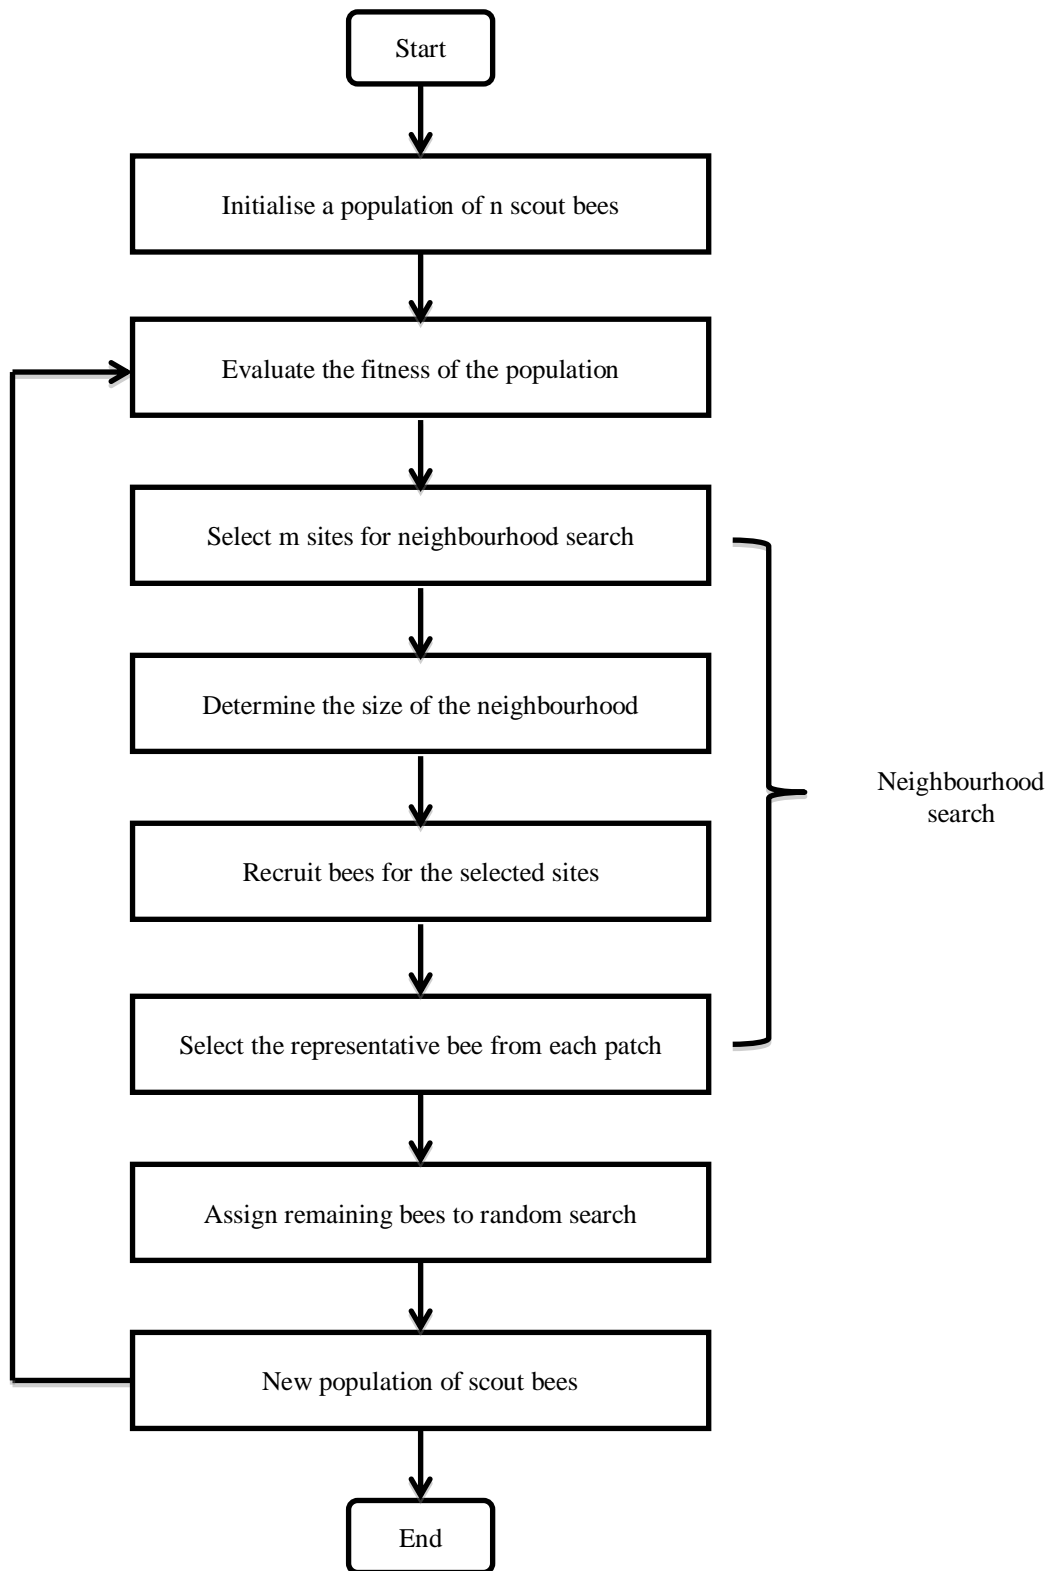 Start
Initialise a population of n scout bees
Evaluate the fitness of the population
Select m sites for neighbourhood search
Determine the size of the neighbourhood
Recruit bees for the selected sites
Select the representative bee from each patch
Neighbourhood
search
Assign remaining bees to random search
New population of scout bees
End